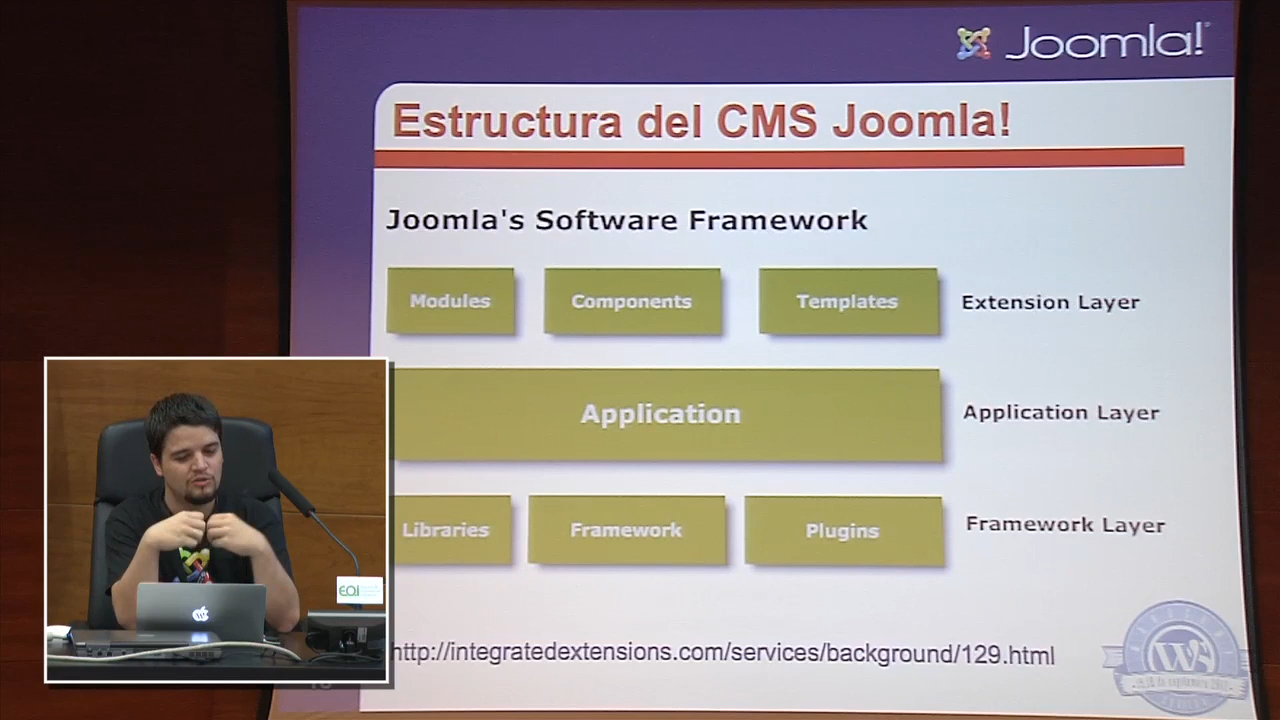 Joomla!
Estructura del CMS Joomla!
Joomla's Software Framework
Modules
Components
Templates
Extension Layer
Application
Application Layer
Libraries
Framework
Plugins
Framework Layer
EOI
http://integratedextensions.com/services/background/129.html